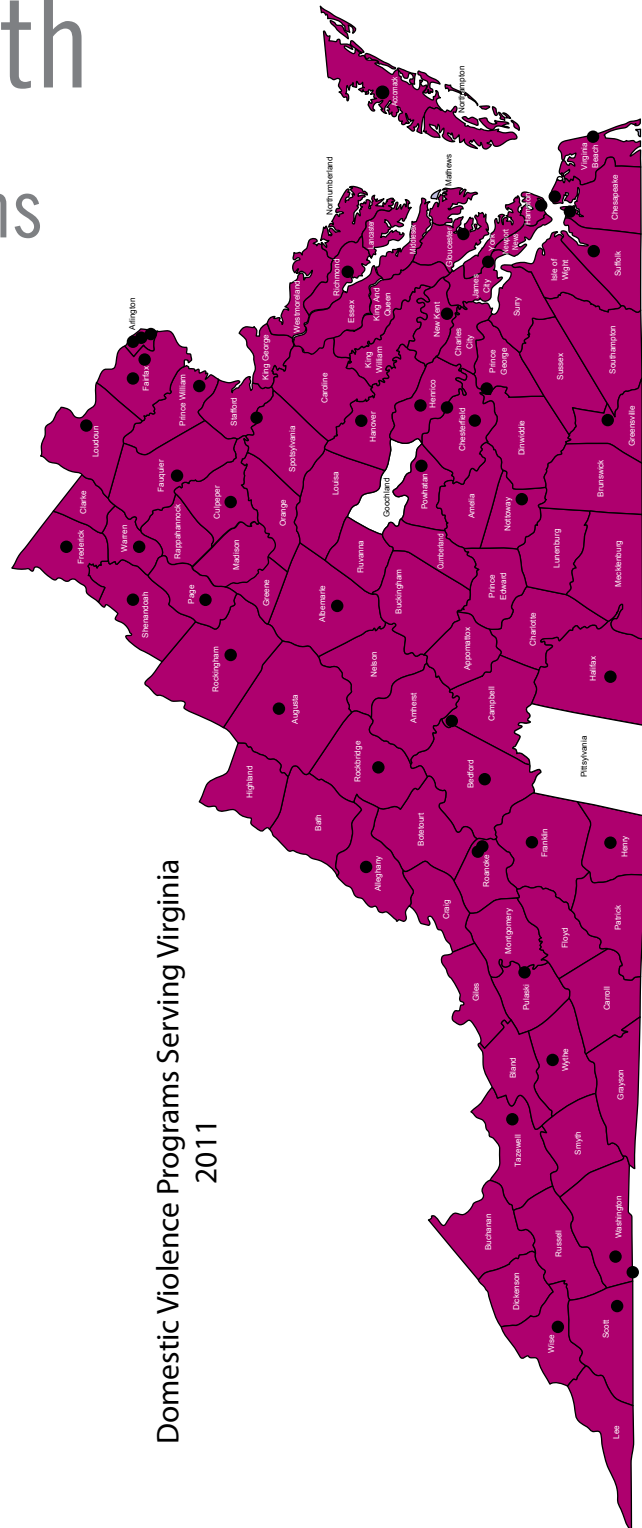 th
ns
Domestic Violence Programs Serving Virginia
2011
Accomack
Northampton
Northumberland
Mathews
Lancaster
Middlesex
Richmond
Westmoreland
Essex
King And
Queen
Gloucester
York
Newport
News
Hampton
Virginia
Beach
Chesapeake
Suffolk
Isle of
Wight
James
City
Surry
New Kent
Charles
City
King
William
Prince
George
Sussex
Southampton
Greensville
Arlington
Fairfax
Loudoun
Prince William
Stafford
King George
Caroline
Hanover
Henrico
Chesterfield
Dinwiddie
Brunswick
Clarke
Fauquier
Frederick
Warren
Rappahannock
Culpeper
Spotsylvania
Orange
Louisa
Goochland
Powhatan
Amelia
Nottoway
Lunenburg
Mecklenburg
Shenandoah
Page
Madison
Greene
Fluvanna
Cumberland
Buckingham
Prince
Edward
Charlotte
Halifax
Rockingham
Albemarle
Nelson
Appomattox
Campbell
Augusta
Amherst
Pittsylvania
Highland
Rockbridge
Bedford
Bath
Botetourt
Alleghany
Roanoke
Franklin
Henry
Craig
Montgomery
Floyd
Patrick
Giles
Pulaski
Carroll
Bland
Wythe
Grayson
Tazewell
Smyth
Buchanan
Russell
Washington
Dickenson
Wise
Scott
Lee